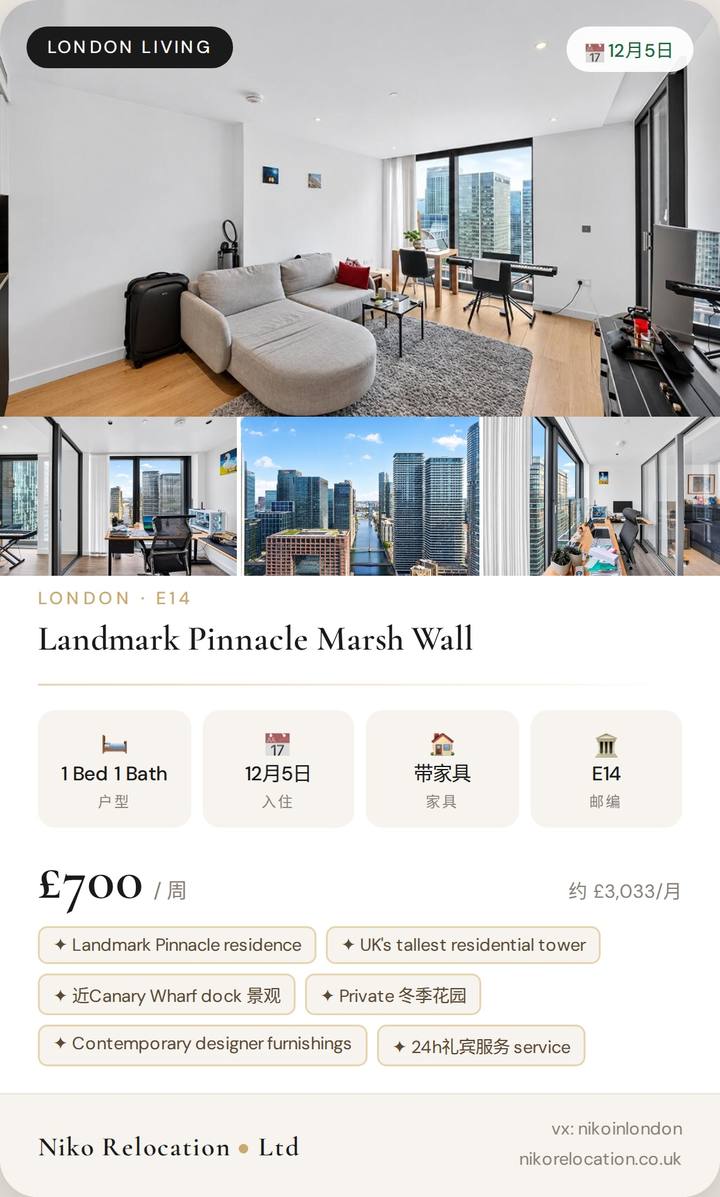 LONDON LIVING
17 12月5日
LONDON · E14
Landmark Pinnacle Marsh Wall
1 Bed 1 Bath
户型
17
12月5日
入住
带家具
家具
E14
邮编
£700 / 周
约 £3,033/月
✦ Landmark Pinnacle residence
✦ UK's tallest residential tower
✦ 近Canary Wharf dock 景观
✦ Private 冬季花园
✦ Contemporary designer furnishings
✦ 24h礼宾服务 service
Niko Relocation • Ltd
vx: nikoinlondon
nikorelocation.co.uk